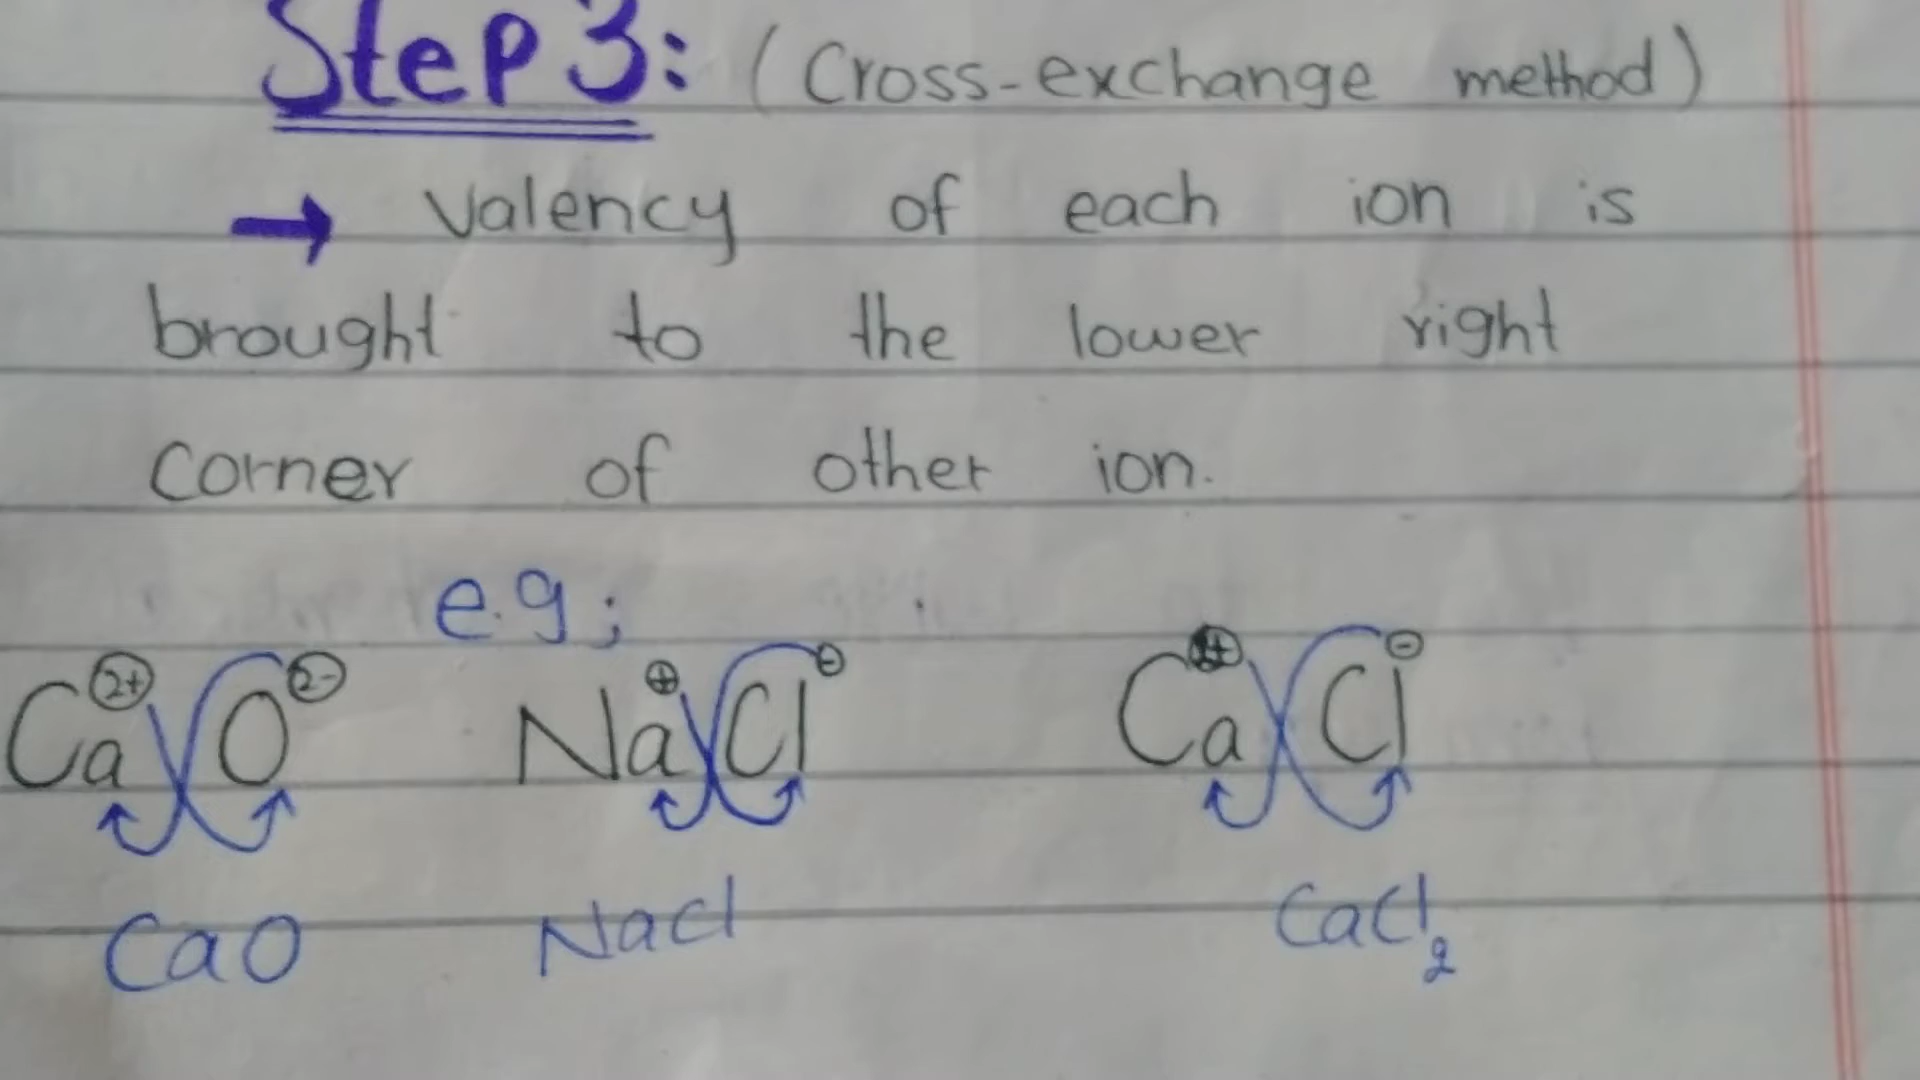 Step 3: (Cross-exchange method)
→ Valency of each ion is
brought to the lower right
corner of other ion.
e.g;
Ca²⁺ O²⁻ Na⁺ Cl⁻ Ca Cl⁻
CaO NaCl CaCl₂